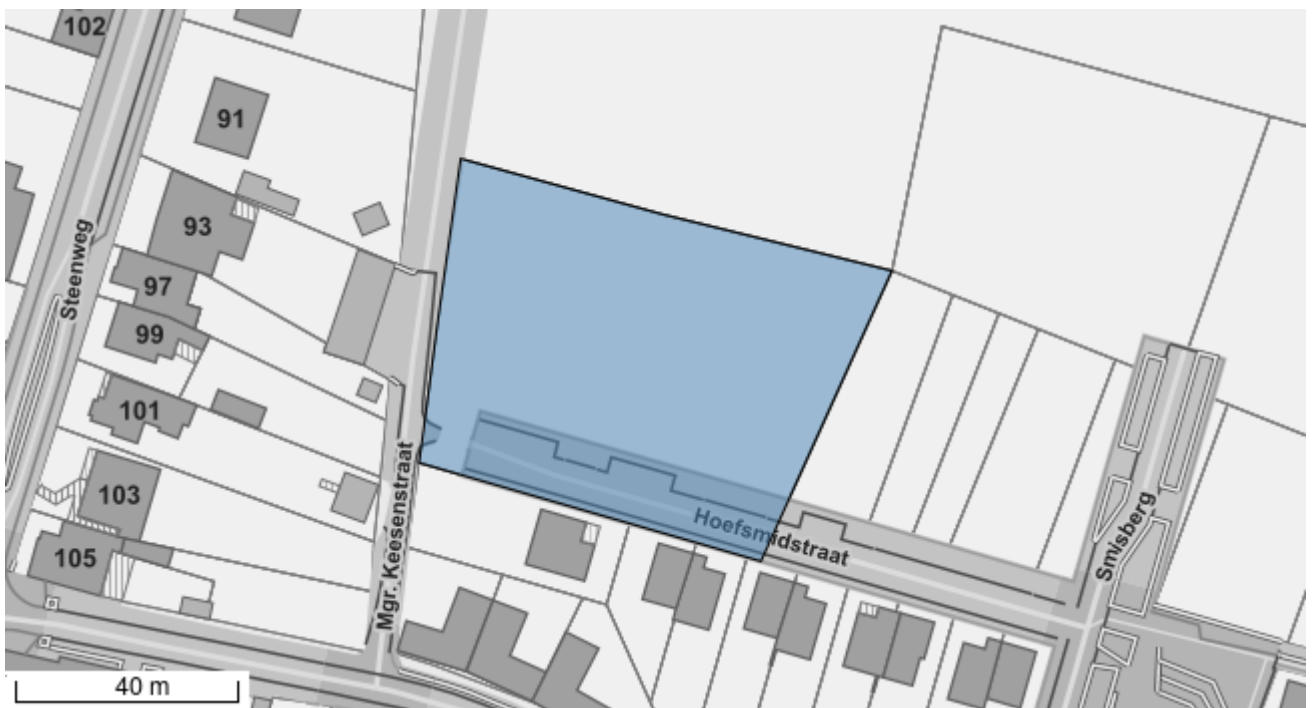 102
91
93
97
99
101
103
105
Steenweg
Mgr. Keesenstraat
Hoefsmidstraat
Smisberg
40 m